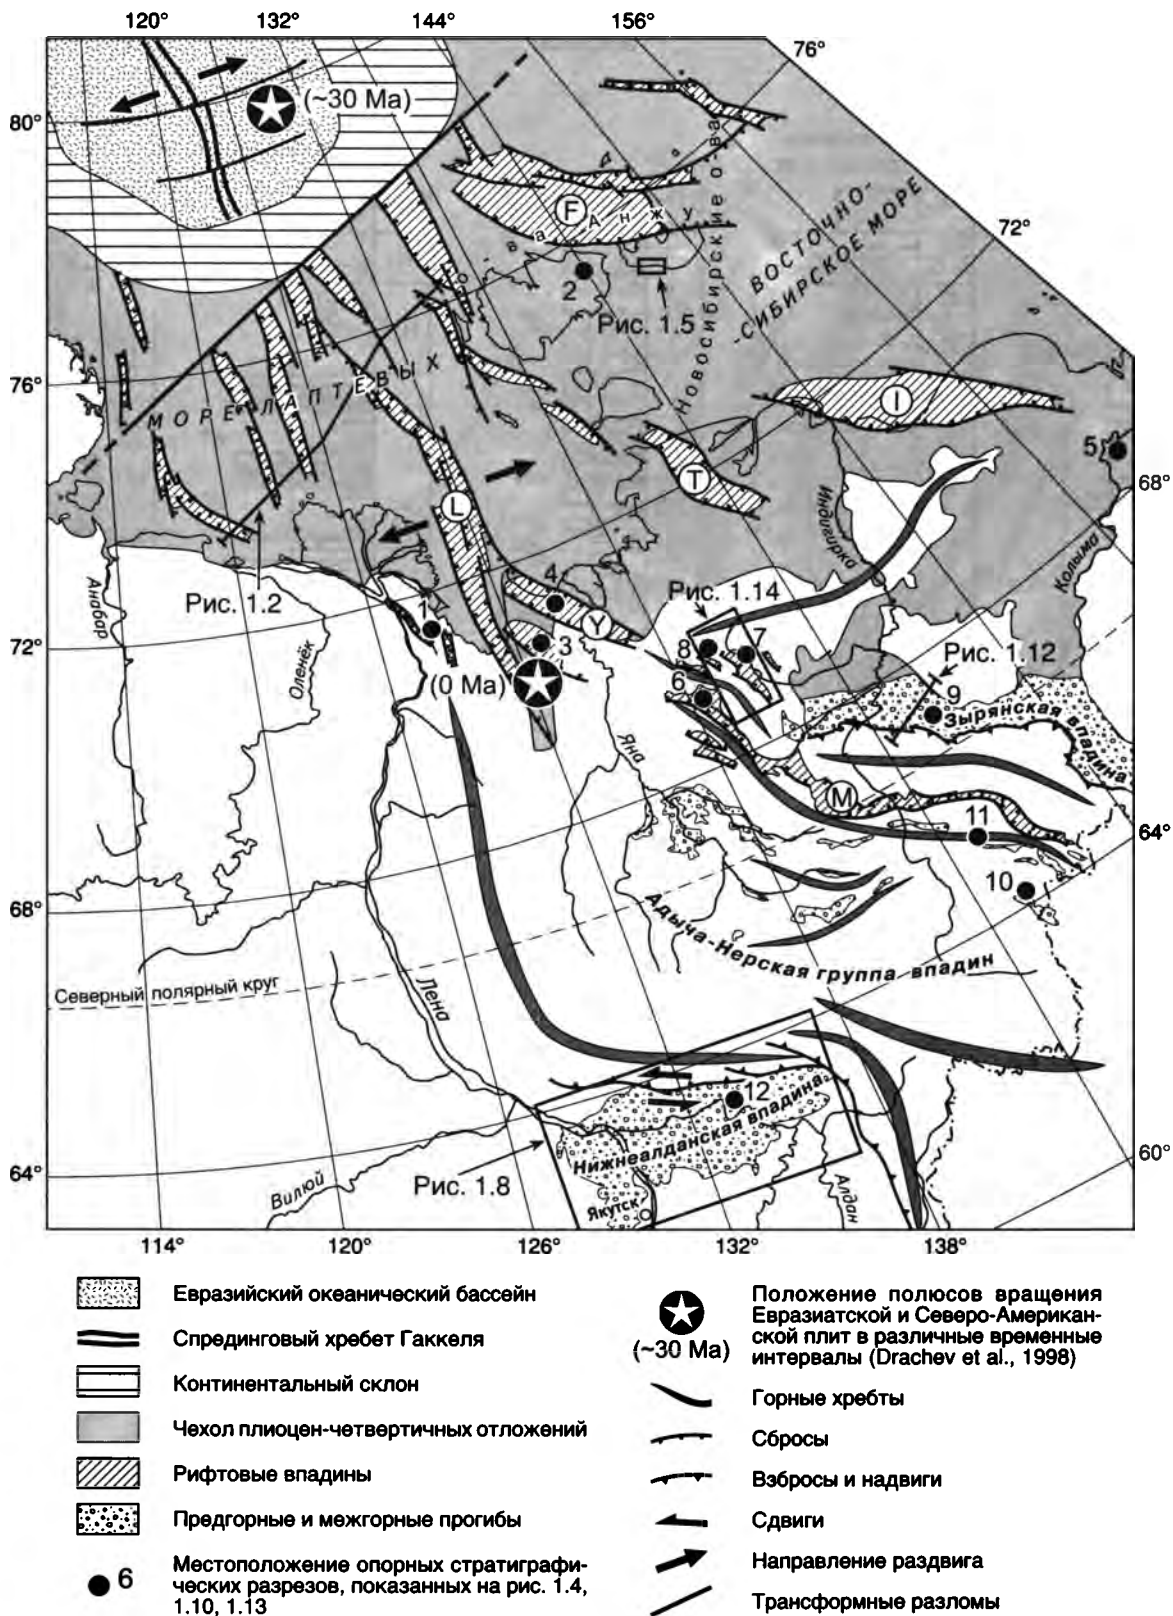 120° 132° 144° 156°
76°
80°
(~30 Ma)
F
о-ва Анжу
2
Рис. 1.5
Новосибирские о-ва
ВОСТОЧНО-
-СИБИРСКОЕ МОРЕ
72°
76°
МОРЕ ЛАПТЕВЫХ
I
5
T
68°
L
Индигирка
Колыма
Анабар
Рис. 1.2
Оленёк
4
Рис. 1.14
1
Y
72°
3
8
7
Рис. 1.12
(0 Ma)
6
9
Зырянская впадина
Яна
M
11
64°
10
68°
Адыча-Нерская группа впадин
Северный полярный круг
Лена
12
Нижнеалданская впадина
60°
64°
Вилюй
Рис. 1.8
Якутск
Алдан
114° 120° 126° 132° 138°
Евразийский океанический бассейн
Спрединговый хребет Гаккеля
Континентальный склон
Чехол плиоцен-четвертичных отложений
Рифтовые впадины
Предгорные и межгорные прогибы
6 Местоположение опорных стратиграфи-
ческих разрезов, показанных на рис. 1.4,
1.10, 1.13
(~30 Ma)
Положение полюсов вращения
Евразиатской и Северо-Американ-
ской плит в различные временные
интервалы (Drachev et al., 1998)
Горные хребты
Сбросы
Взбросы и надвиги
Сдвиги
Направление раздвига
Трансформные разломы